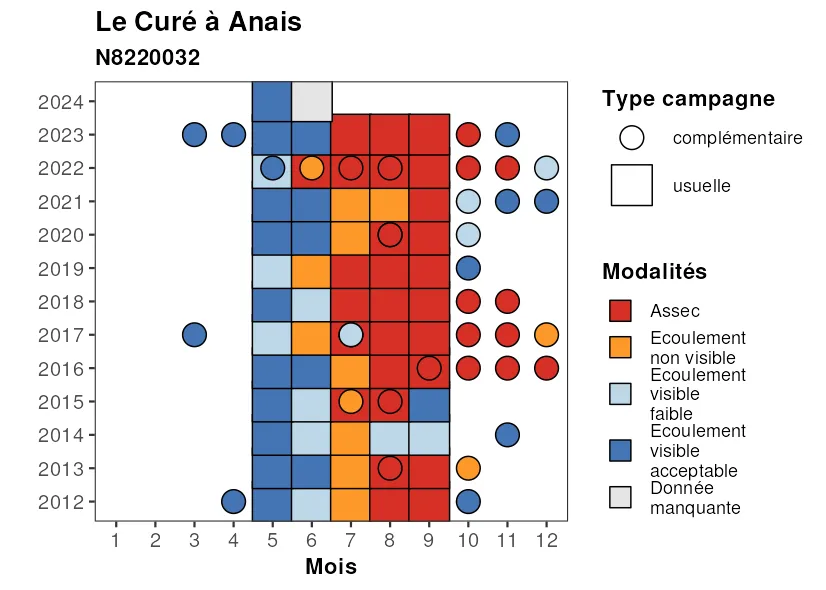 Le Curé à Anais
N8220032
2024
2023
2022
2021
2020
2019
2018
2017
2016
2015
2014
2013
2012
1 2 3 4 5 6 7 8 9 10 11 12
Mois
Type campagne
complémentaire
usuelle
Modalités
Assec
Ecoulement
non visible
Ecoulement
visible
faible
Ecoulement
visible
acceptable
Donnée
manquante